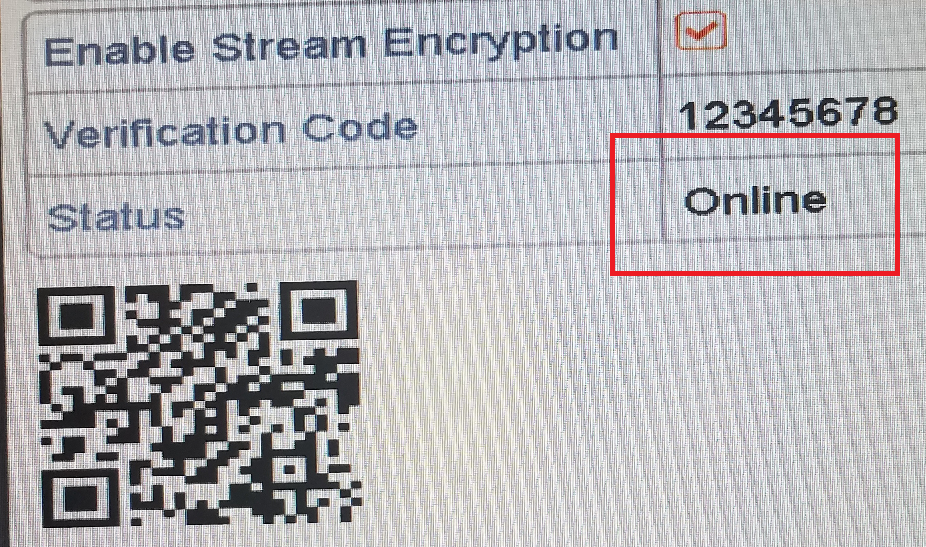 Enable Stream Encryption
Verification Code 12345678
Status Online